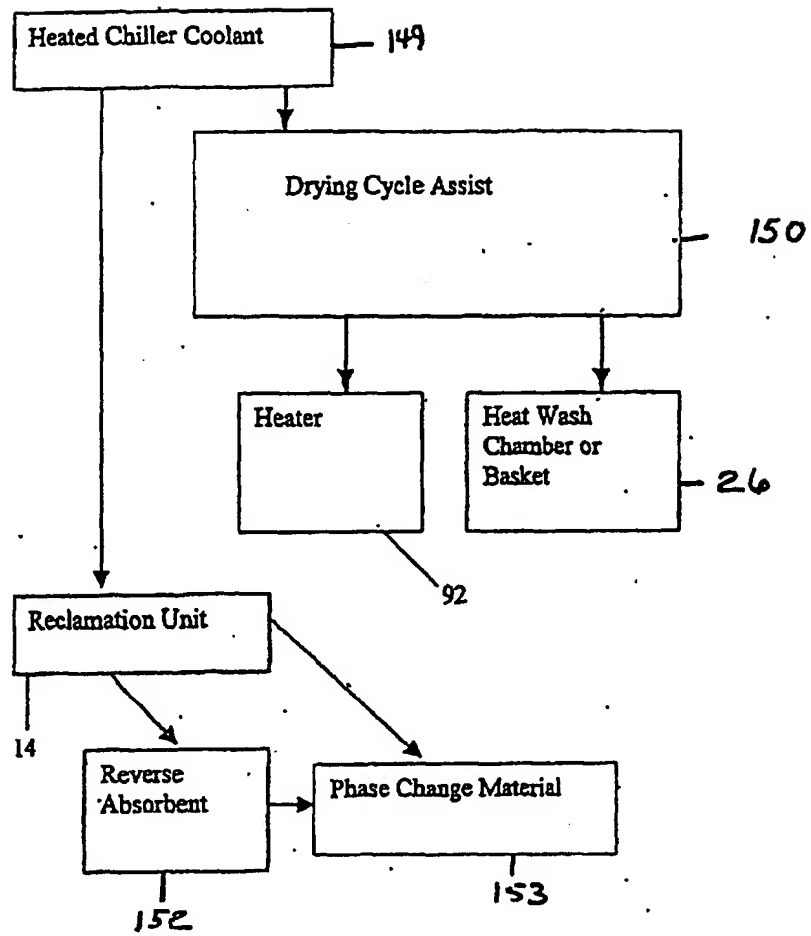 Heated Chiller Coolant
149
Drying Cycle Assist
150
Heater
Heat Wash
Chamber or
Basket
26
92
Reclamation Unit
14
Reverse
Absorbent
Phase Change Material
152
153